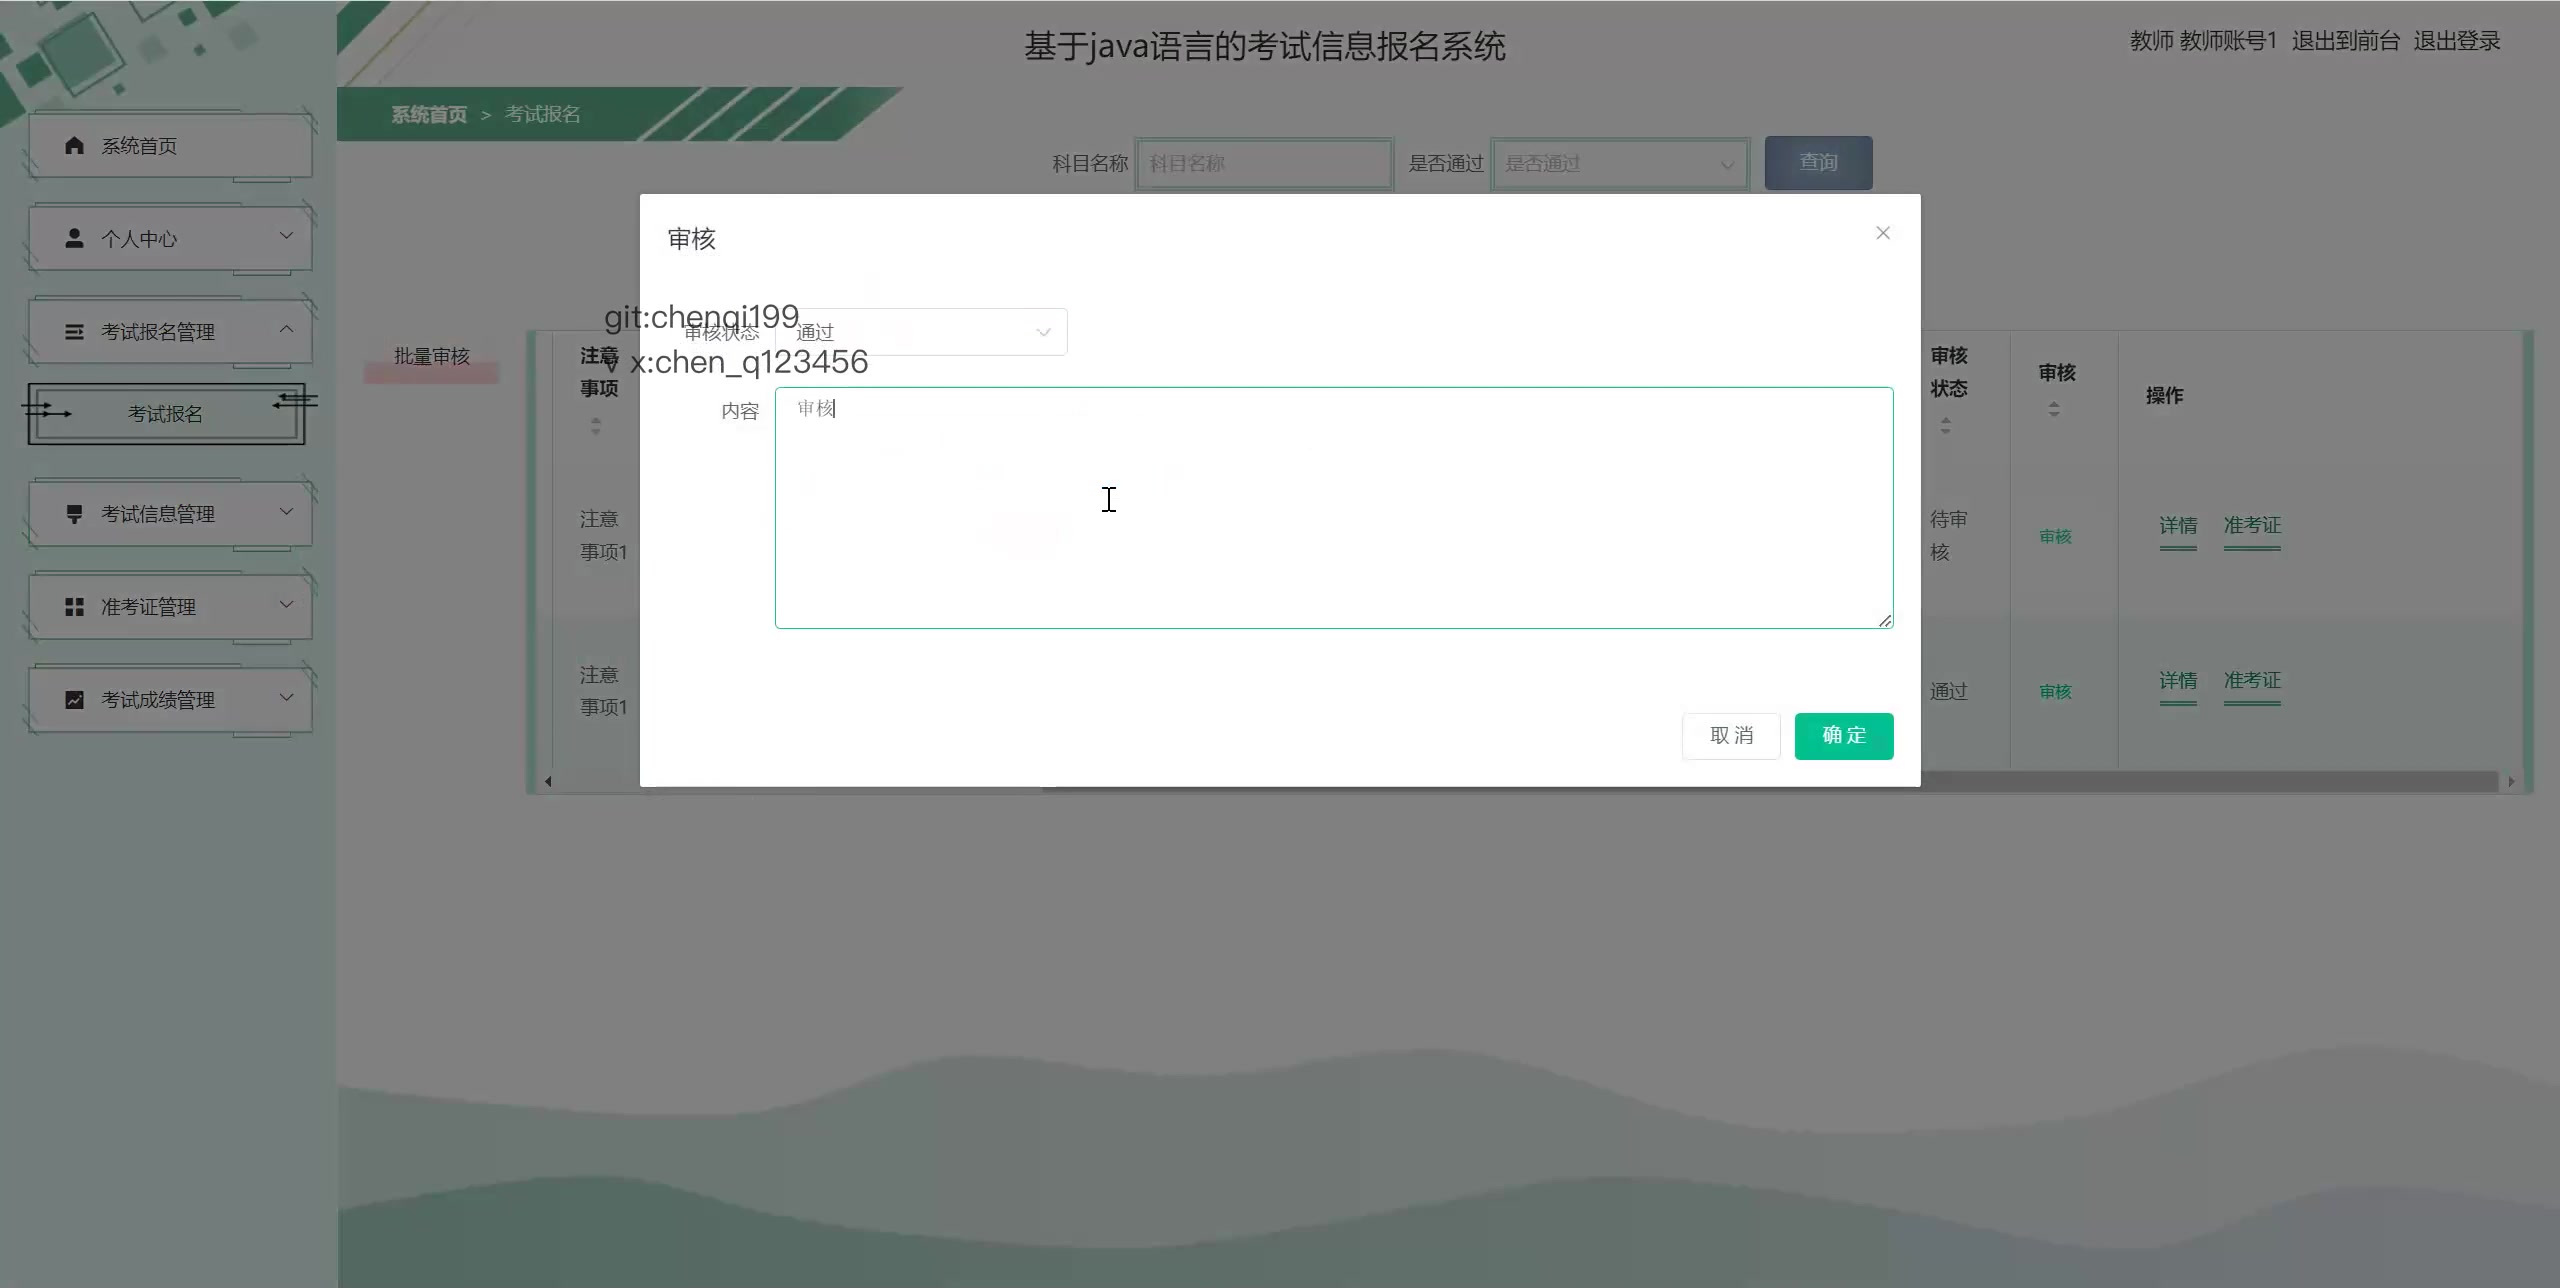 基于java语言的考试信息报名系统
教师 教师账号1 退出到前台 退出登录
系统首页 > 考试报名
系统首页
个人中心
考试报名管理
考试报名
考试信息管理
准考证管理
考试成绩管理
科目名称 科目名称 是否通过 是否通过 查询
批量审核
注意
事项
审核
状态
审核
操作
注意
事项1
待审
核
审核
详情 准考证
注意
事项1
通过
审核
详情 准考证
审核
git:chenqi199
审核状态 通过
v x:chen_q123456
内容 审核
取消 确定